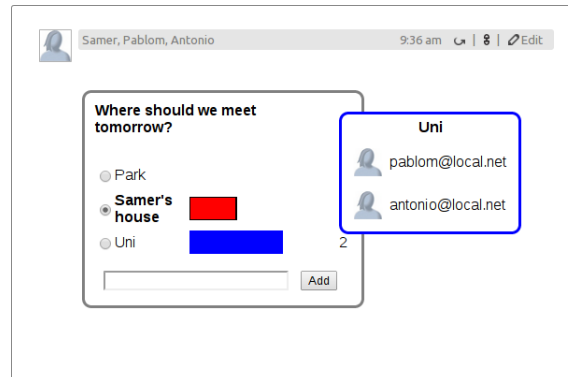 Samer, Pablom, Antonio 9:36 am | | Edit
Where should we meet
tomorrow?
Uni
pablom@local.net
antonio@local.net
Park
Samer's
house
Uni 2
Add